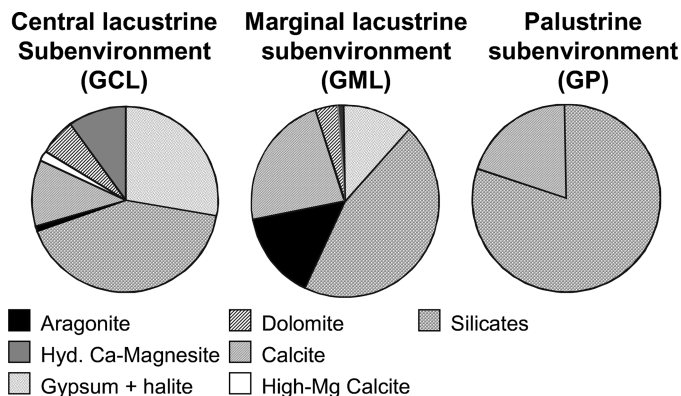 Central lacustrine
Subenvironment
(GCL)
Marginal lacustrine
subenvironment
(GML)
Palustrine
subenvironment
(GP)
Aragonite
Dolomite
Silicates
Hyd. Ca-Magnesite
Calcite
Gypsum + halite
High-Mg Calcite